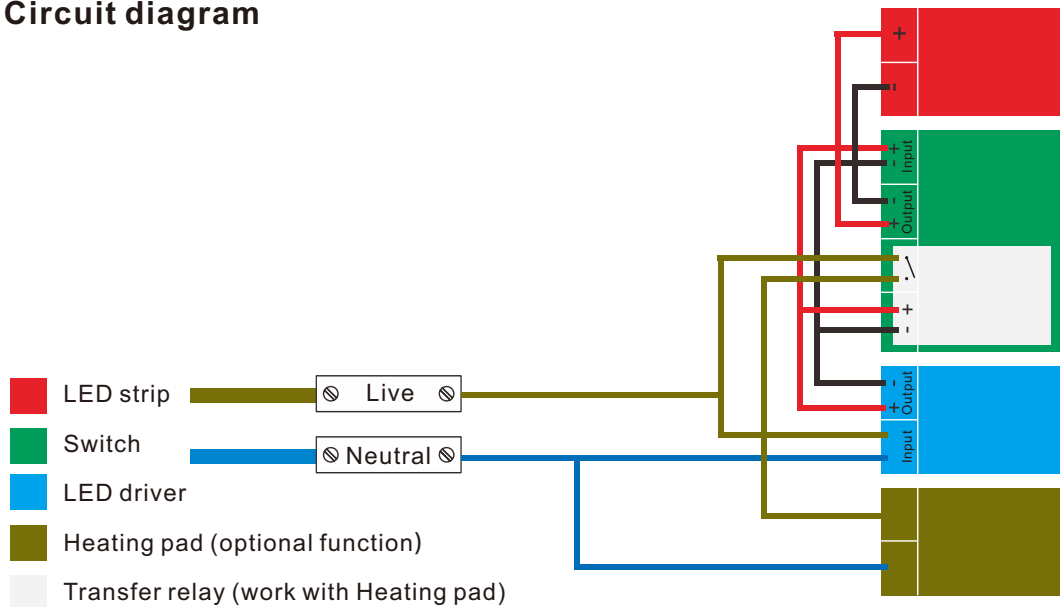 Circuit diagram
+
-
+
-
Input
-
+
Output
+
-
Live
Neutral
-
+
Output
Input
LED strip
Switch
LED driver
Heating pad (optional function)
Transfer relay (work with Heating pad)